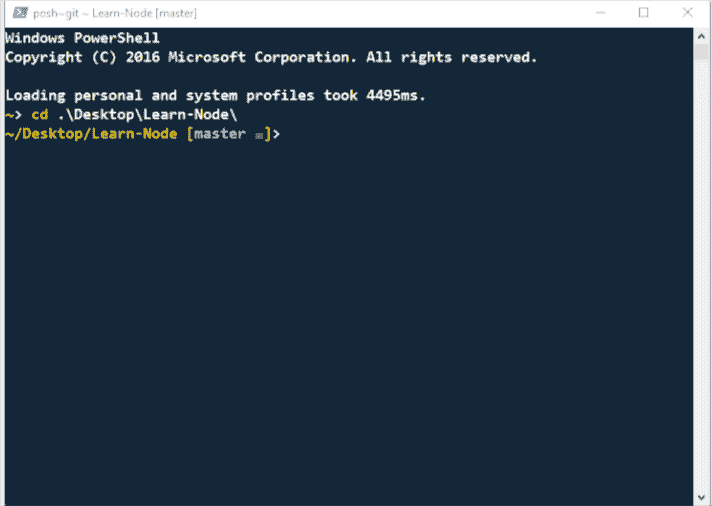 posh~git ~ Learn-Node [master]
Windows PowerShell
Copyright (C) 2016 Microsoft Corporation. All rights reserved.
Loading personal and system profiles took 4495ms.
~> cd .\Desktop\Learn-Node\
~/Desktop/Learn-Node [master ≡]>